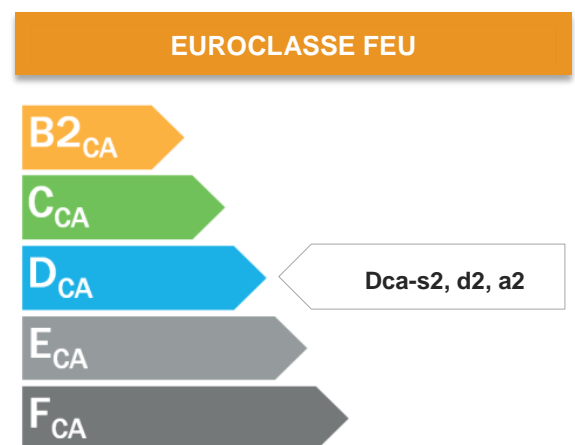 EUROCLASSE FEU
B2CA
CCA
DCA
Dca-s2, d2, a2
ECA
FCA